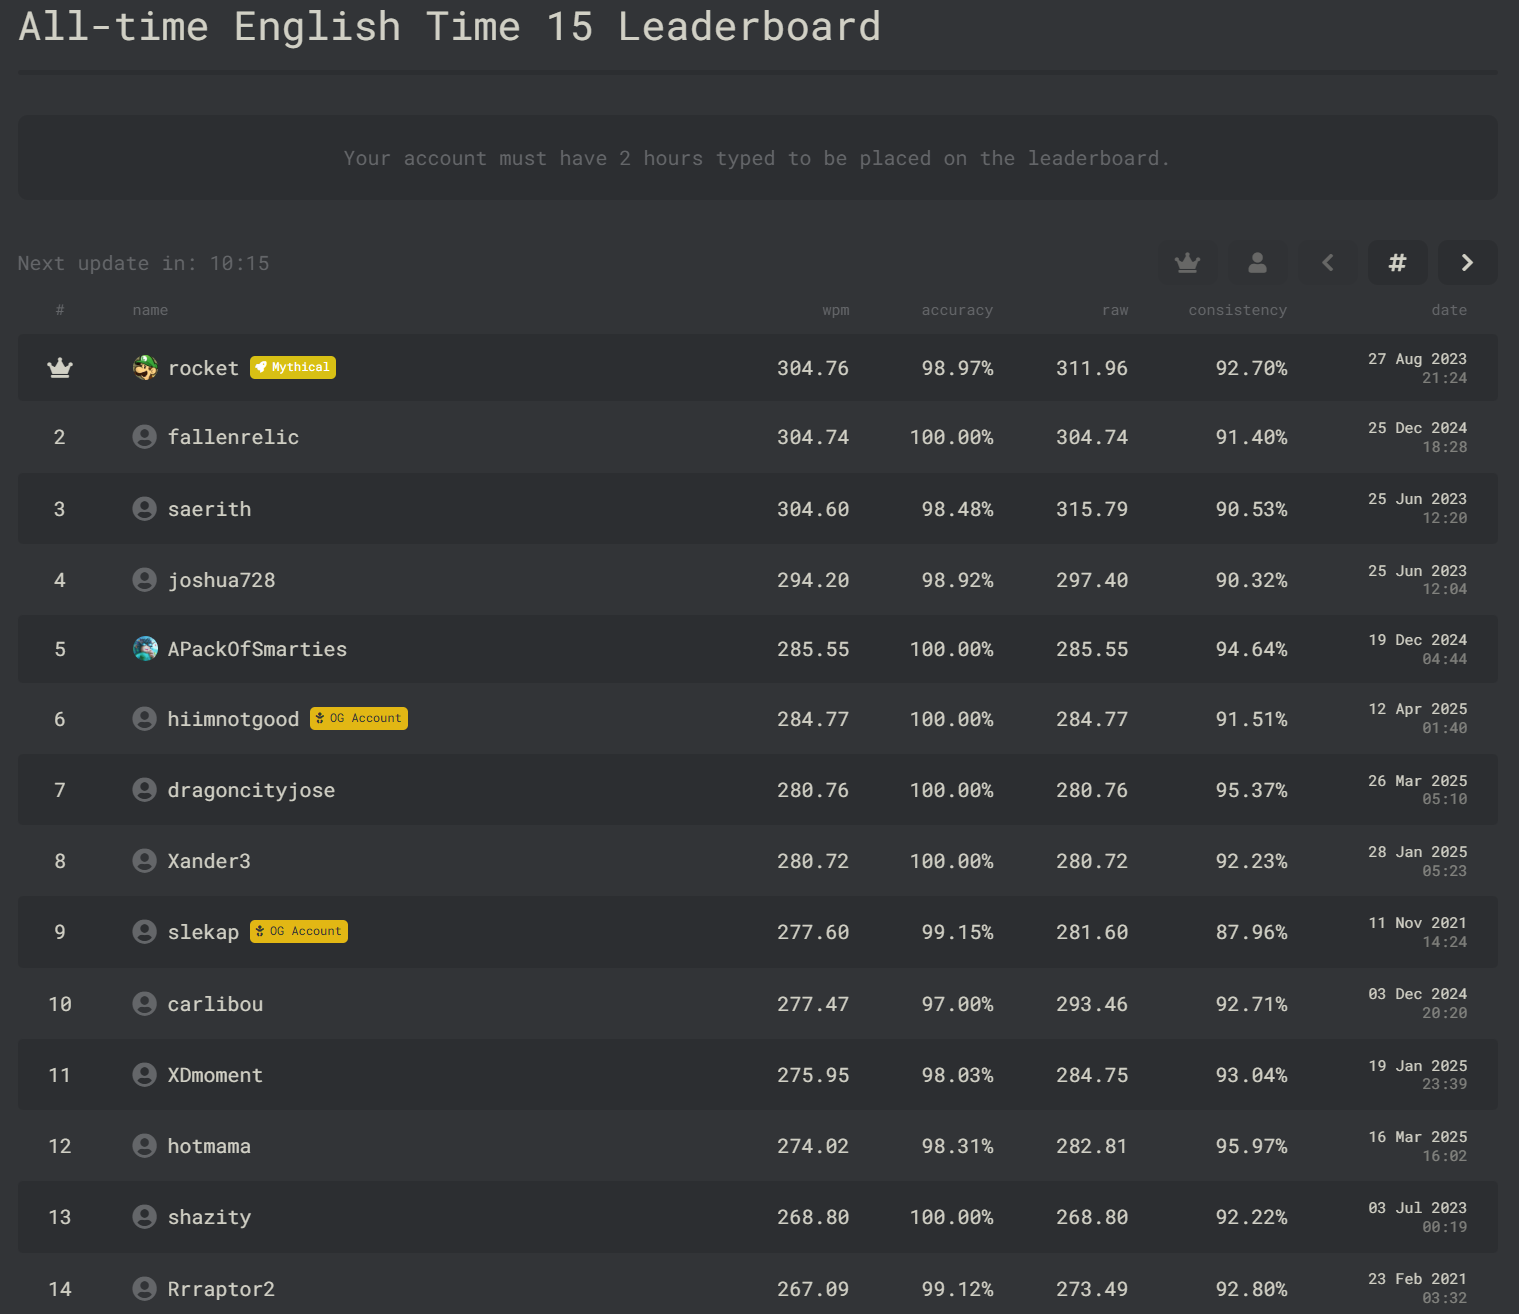 All-time English Time 15 Leaderboard
Your account must have 2 hours typed to be placed on the leaderboard.
Next update in: 10:15
#
# name wpm accuracy raw consistency date
rocket Mythical 304.76 98.97% 311.96 92.70% 27 Aug 2023
21:24
2 fallenrelic 304.74 100.00% 304.74 91.40% 25 Dec 2024
18:28
3 saerith 304.60 98.48% 315.79 90.53% 25 Jun 2023
12:20
4 joshua728 294.20 98.92% 297.40 90.32% 25 Jun 2023
12:04
5 APackOfSmarties 285.55 100.00% 285.55 94.64% 19 Dec 2024
04:44
6 hiimnotgood OG Account 284.77 100.00% 284.77 91.51% 12 Apr 2025
01:40
7 dragoncityjose 280.76 100.00% 280.76 95.37% 26 Mar 2025
05:10
8 Xander3 280.72 100.00% 280.72 92.23% 28 Jan 2025
05:23
9 slekap OG Account 277.60 99.15% 281.60 87.96% 11 Nov 2021
14:24
10 carlibou 277.47 97.00% 293.46 92.71% 03 Dec 2024
20:20
11 XDmoment 275.95 98.03% 284.75 93.04% 19 Jan 2025
23:39
12 hotmama 274.02 98.31% 282.81 95.97% 16 Mar 2025
16:02
13 shazity 268.80 100.00% 268.80 92.22% 03 Jul 2023
00:19
14 Rrraptor2 267.09 99.12% 273.49 92.80% 23 Feb 2021
03:32